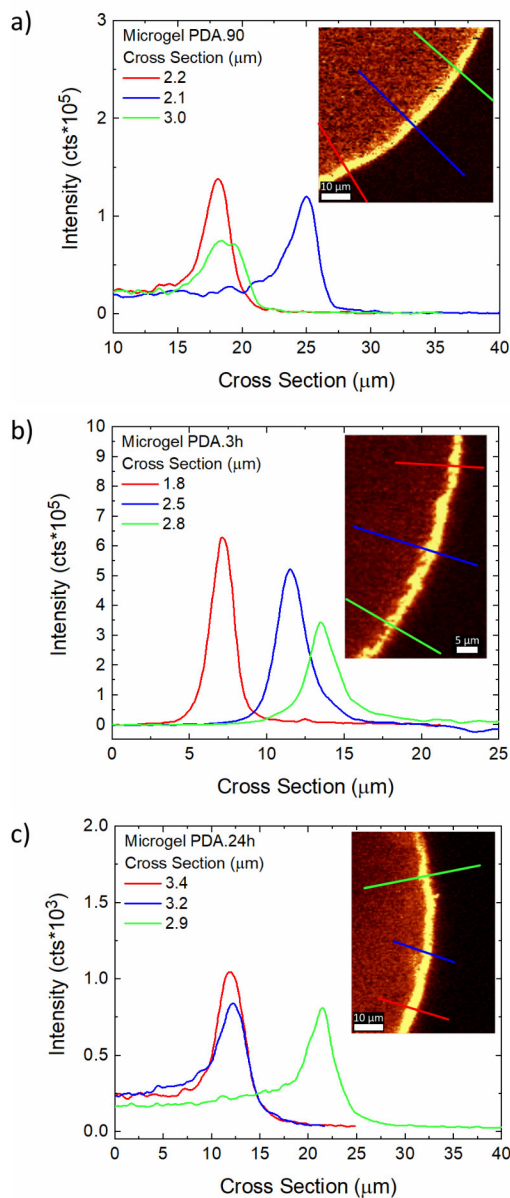 a)
Microgel PDA.90
Cross Section (μm)
2.2
2.1
3.0
10 μm
Intensity (cts*10⁵)
3
2
1
0
10 15 20 25 30 35 40
Cross Section (μm)
b)
Microgel PDA.3h
Cross Section (μm)
1.8
2.5
2.8
5 μm
Intensity (cts*10⁵)
10
9
8
7
6
5
4
3
2
1
0
0 5 10 15 20 25
Cross Section (μm)
c)
Microgel PDA.24h
Cross Section (μm)
3.4
3.2
2.9
10 μm
Intensity (cts*10³)
2.0
1.5
1.0
0.5
0.0
0 5 10 15 20 25 30 35 40
Cross Section (μm)